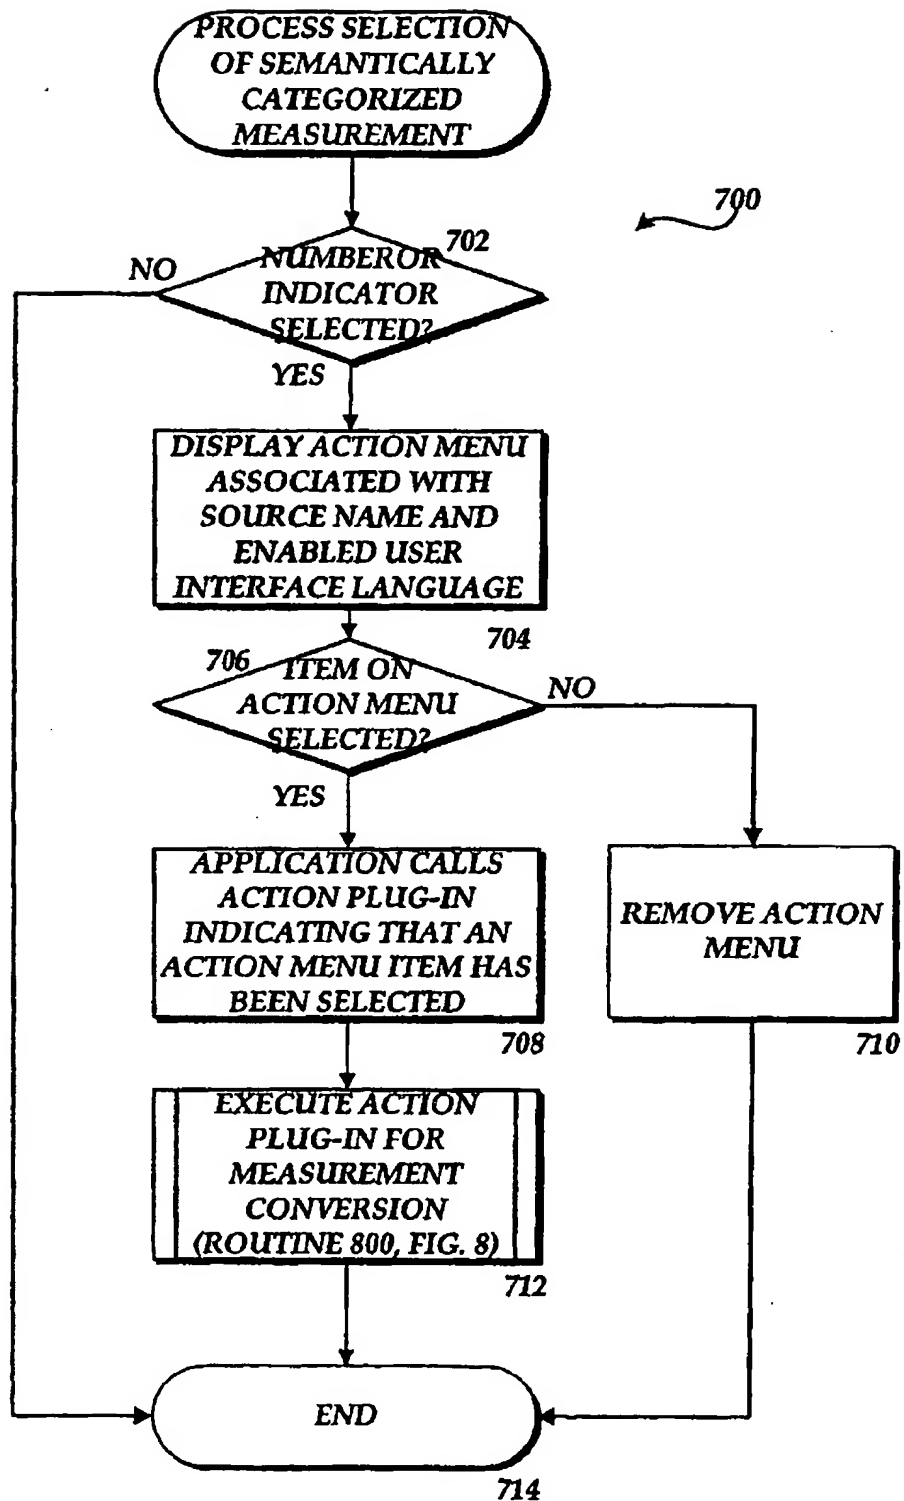 PROCESS SELECTION
OF SEMANTICALLY
CATEGORIZED
MEASUREMENT
700
702
NUMBEROR
INDICATOR
SELECTED?
NO
YES
DISPLAY ACTION MENU
ASSOCIATED WITH
SOURCE NAME AND
ENABLED USER
INTERFACE LANGUAGE
704
706
ITEM ON
ACTION MENU
SELECTED?
NO
YES
APPLICATION CALLS
ACTION PLUG-IN
INDICATING THAT AN
ACTION MENU ITEM HAS
BEEN SELECTED
708
REMOVE ACTION
MENU
710
EXECUTE ACTION
PLUG-IN FOR
MEASUREMENT
CONVERSION
(ROUTINE 800, FIG. 8)
712
END
714